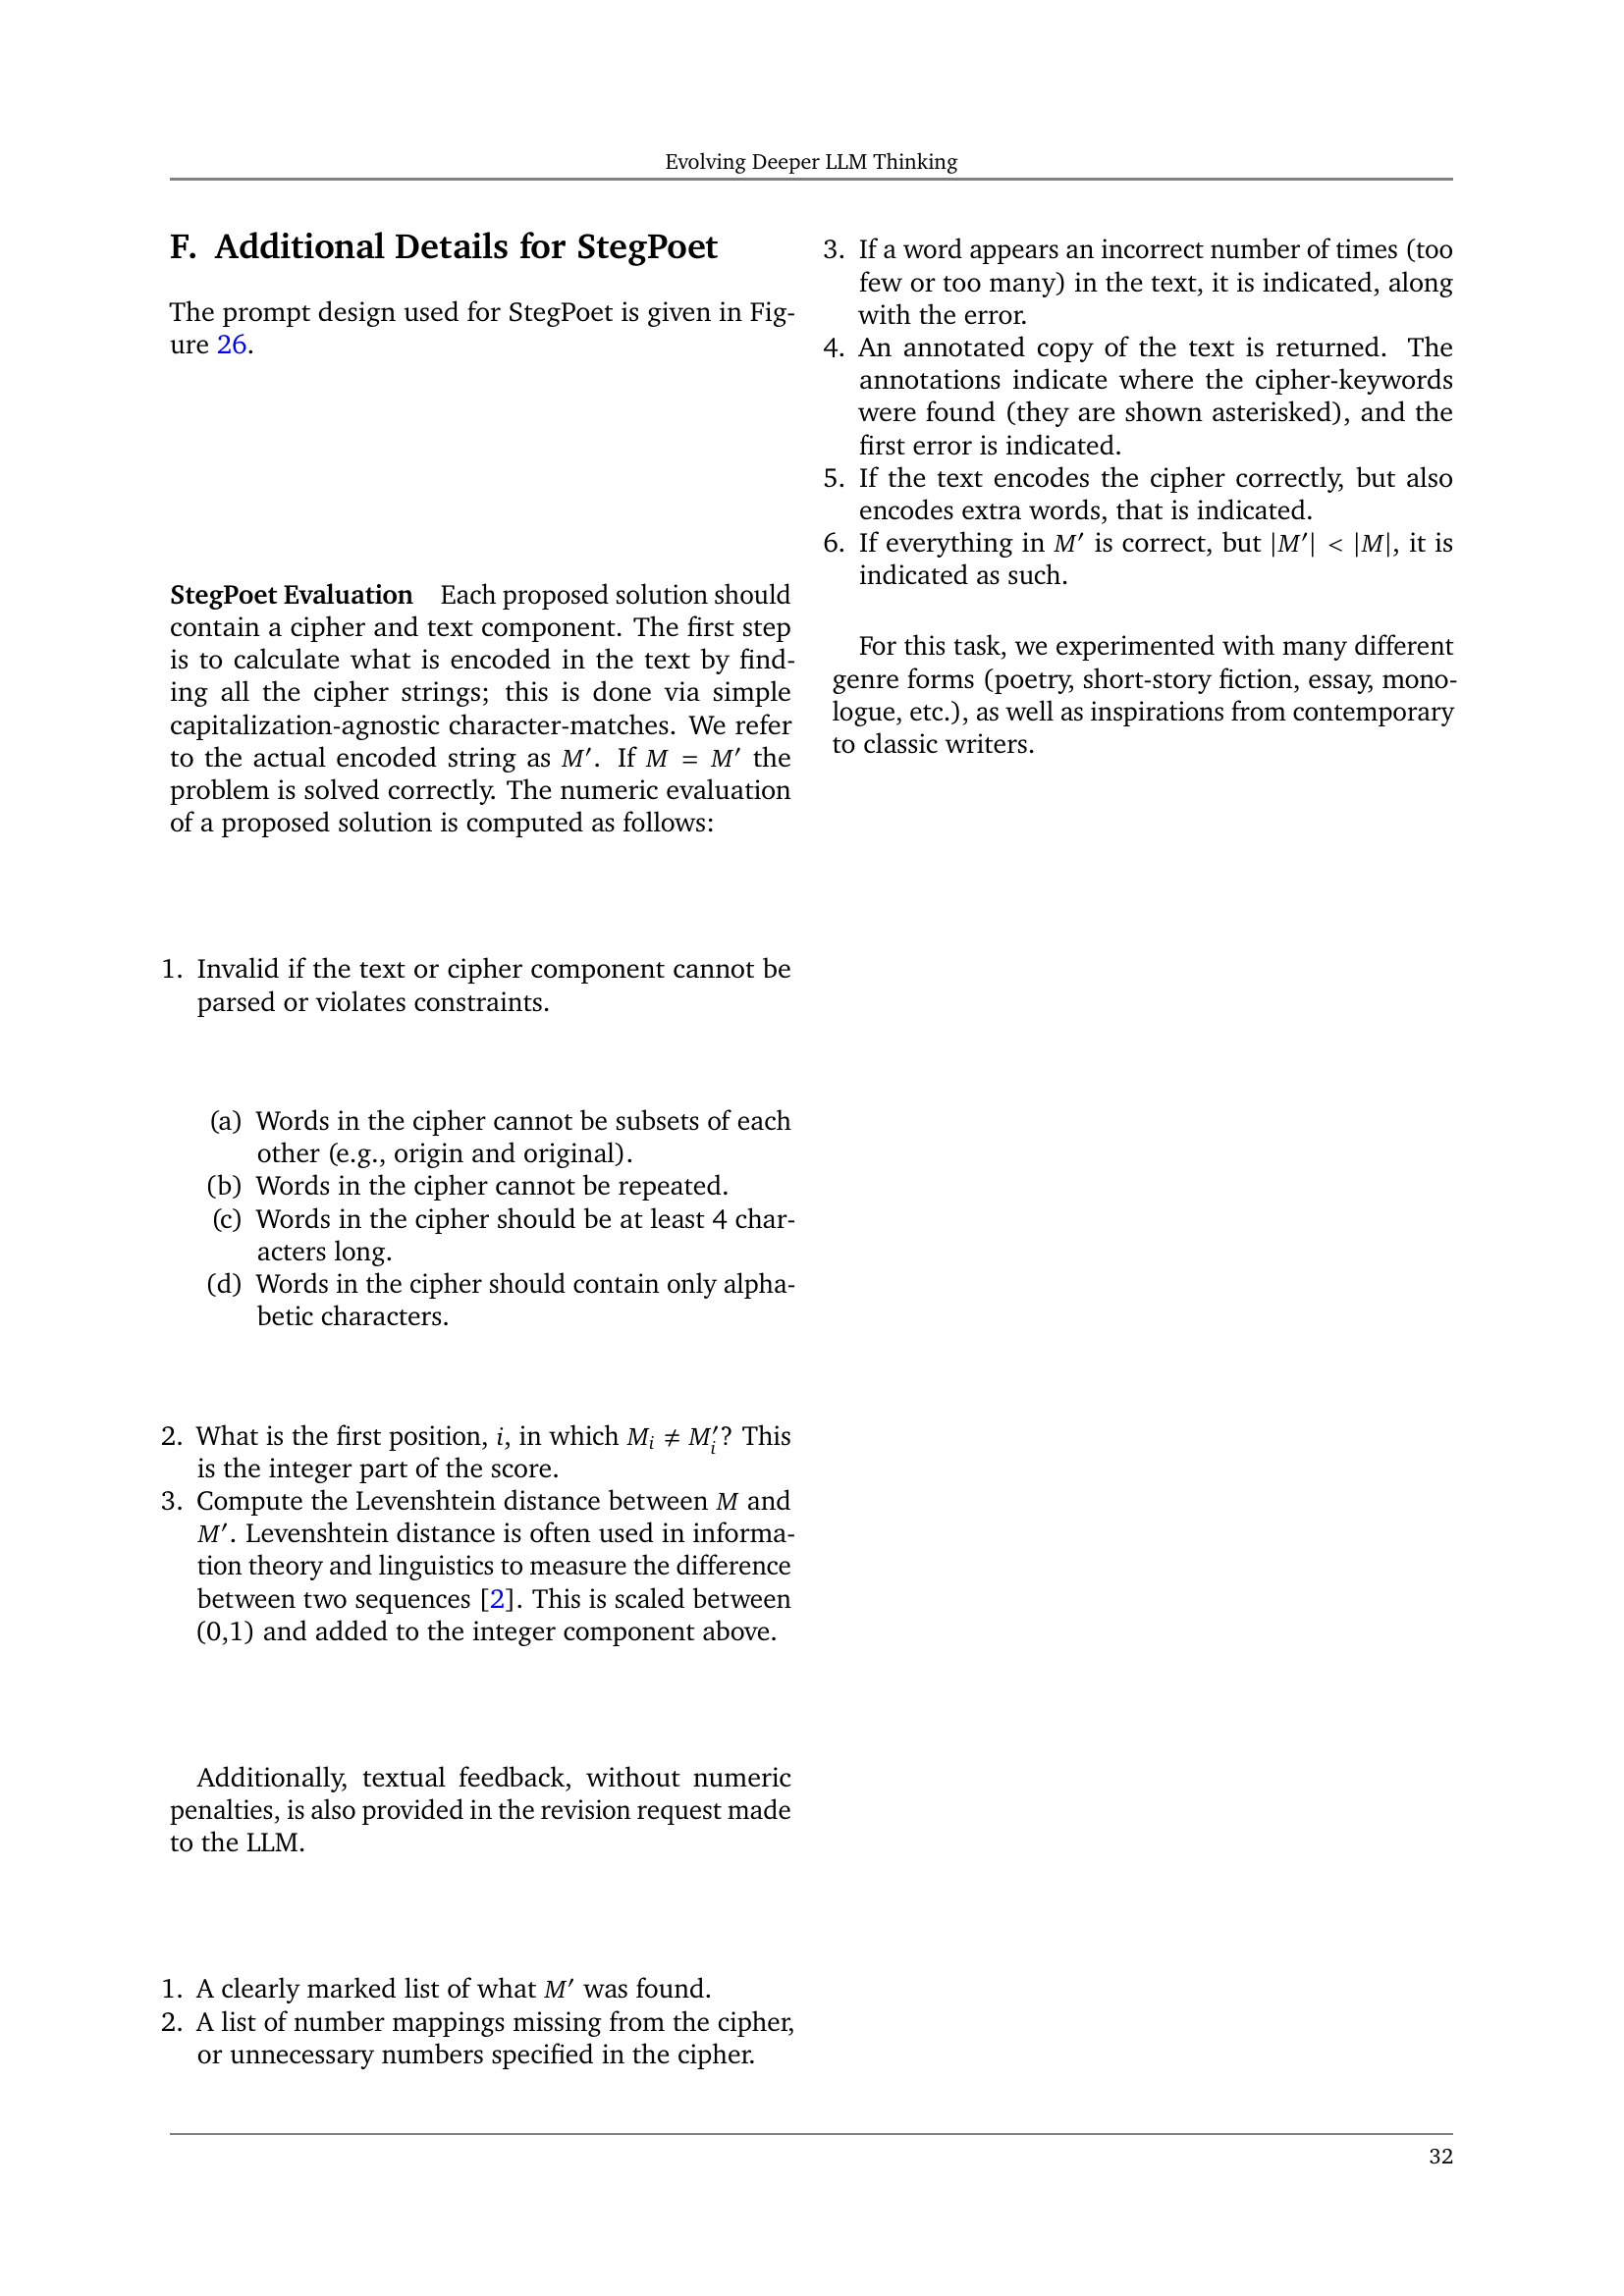 Evolving Deeper LLM Thinking
F. Additional Details for StegPoet
The prompt design used for StegPoet is given in Fig-
ure 26.
StegPoet Evaluation Each proposed solution should
contain a cipher and text component. The first step
is to calculate what is encoded in the text by find-
ing all the cipher strings; this is done via simple
capitalization-agnostic character-matches. We refer
to the actual encoded string as M′. If M = M′ the
problem is solved correctly. The numeric evaluation
of a proposed solution is computed as follows:
1. Invalid if the text or cipher component cannot be
parsed or violates constraints.
(a) Words in the cipher cannot be subsets of each
other (e.g., origin and original).
(b) Words in the cipher cannot be repeated.
(c) Words in the cipher should be at least 4 char-
acters long.
(d) Words in the cipher should contain only alpha-
betic characters.
2. What is the first position, i, in which Mᵢ ≠ M′ᵢ? This
is the integer part of the score.
3. Compute the Levenshtein distance between M and
M′. Levenshtein distance is often used in informa-
tion theory and linguistics to measure the difference
between two sequences [2]. This is scaled between
(0,1) and added to the integer component above.
Additionally, textual feedback, without numeric
penalties, is also provided in the revision request made
to the LLM.
1. A clearly marked list of what M′ was found.
2. A list of number mappings missing from the cipher,
or unnecessary numbers specified in the cipher.
3. If a word appears an incorrect number of times (too
few or too many) in the text, it is indicated, along
with the error.
4. An annotated copy of the text is returned. The
annotations indicate where the cipher-keywords
were found (they are shown asterisked), and the
first error is indicated.
5. If the text encodes the cipher correctly, but also
encodes extra words, that is indicated.
6. If everything in M′ is correct, but |M′| < |M|, it is
indicated as such.
For this task, we experimented with many different
genre forms (poetry, short-story fiction, essay, mono-
logue, etc.), as well as inspirations from contemporary
to classic writers.
32